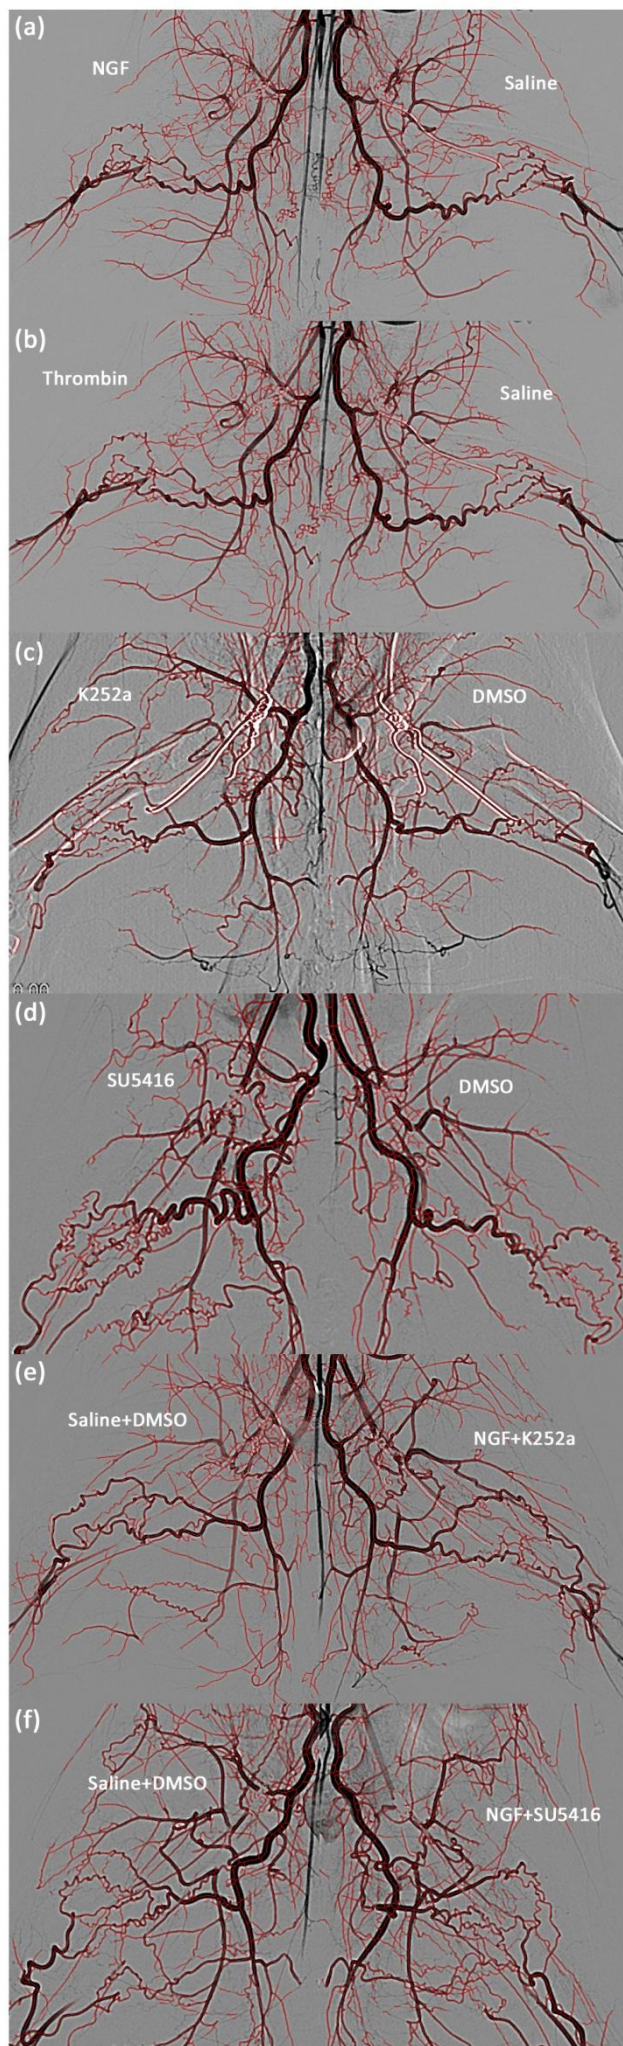 (a)
NGF
Saline
(b)
Thrombin
Saline
(c)
K252a
DMSO
(d)
SU5416
DMSO
(e)
Saline+DMSO
NGF+K252a
(f)
Saline+DMSO
NGF+SU5416